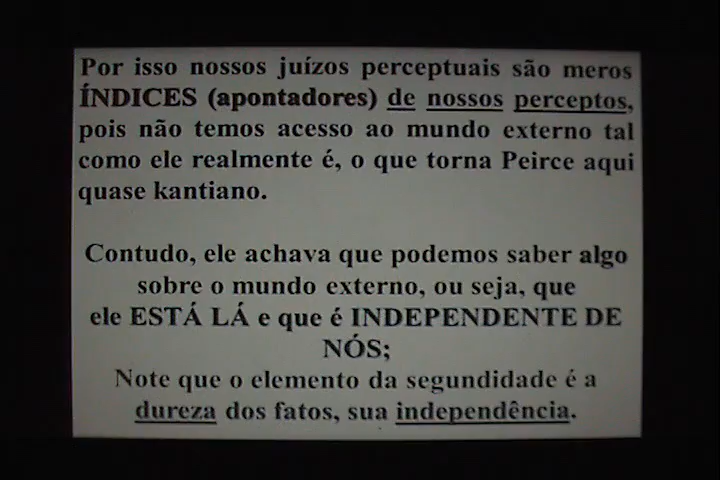 Por isso nossos juízos perceptuais são meros
ÍNDICES (apontadores) de nossos perceptos,
pois não temos acesso ao mundo externo tal
como ele realmente é, o que torna Peirce aqui
quase kantiano.
Contudo, ele achava que podemos saber algo
sobre o mundo externo, ou seja, que
ele ESTÁ LÁ e que é INDEPENDENTE DE
NÓS;
Note que o elemento da segundidade é a
dureza dos fatos, sua independência.